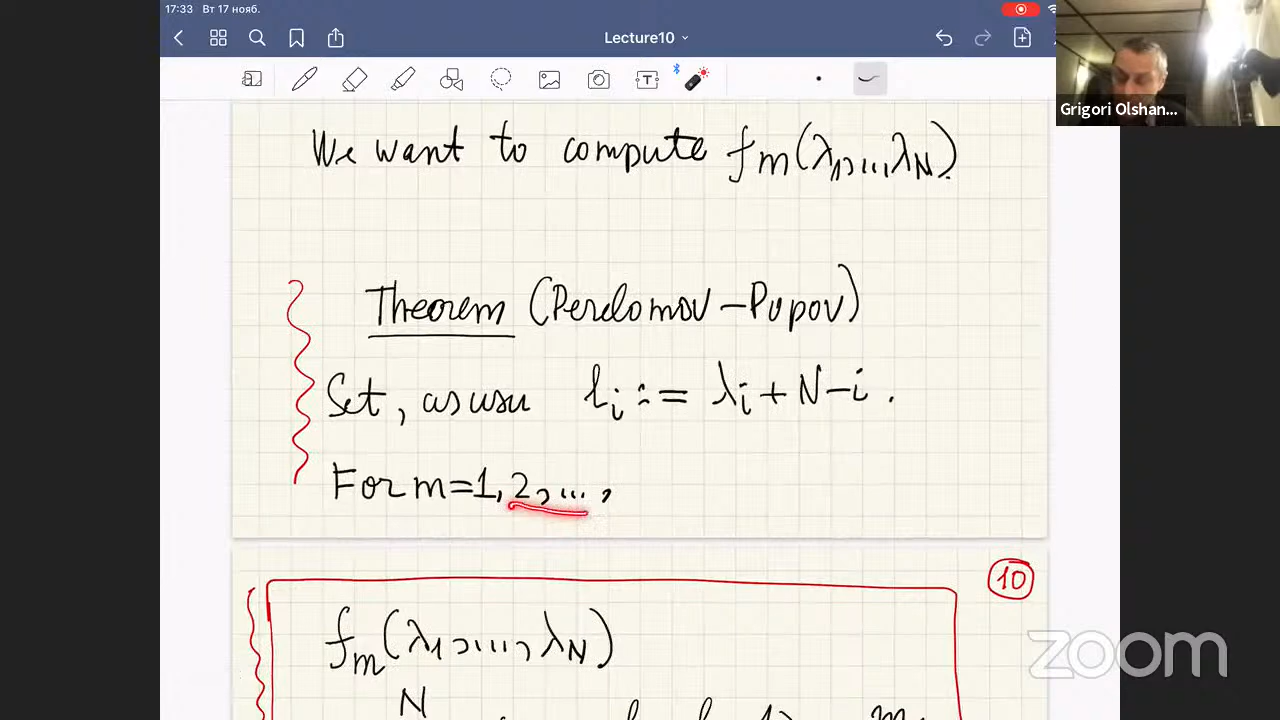 17:33 Вт 17 нояб.
Lecture10
Grigori Olshan...
We want to compute fm(λ1,...,λN)
Theorem (Perelomov-Popov)
Set, as usu li := λi + N - i .
For m=1, 2, ... ,
10
fm(λ1,...,λN)
N
zoom